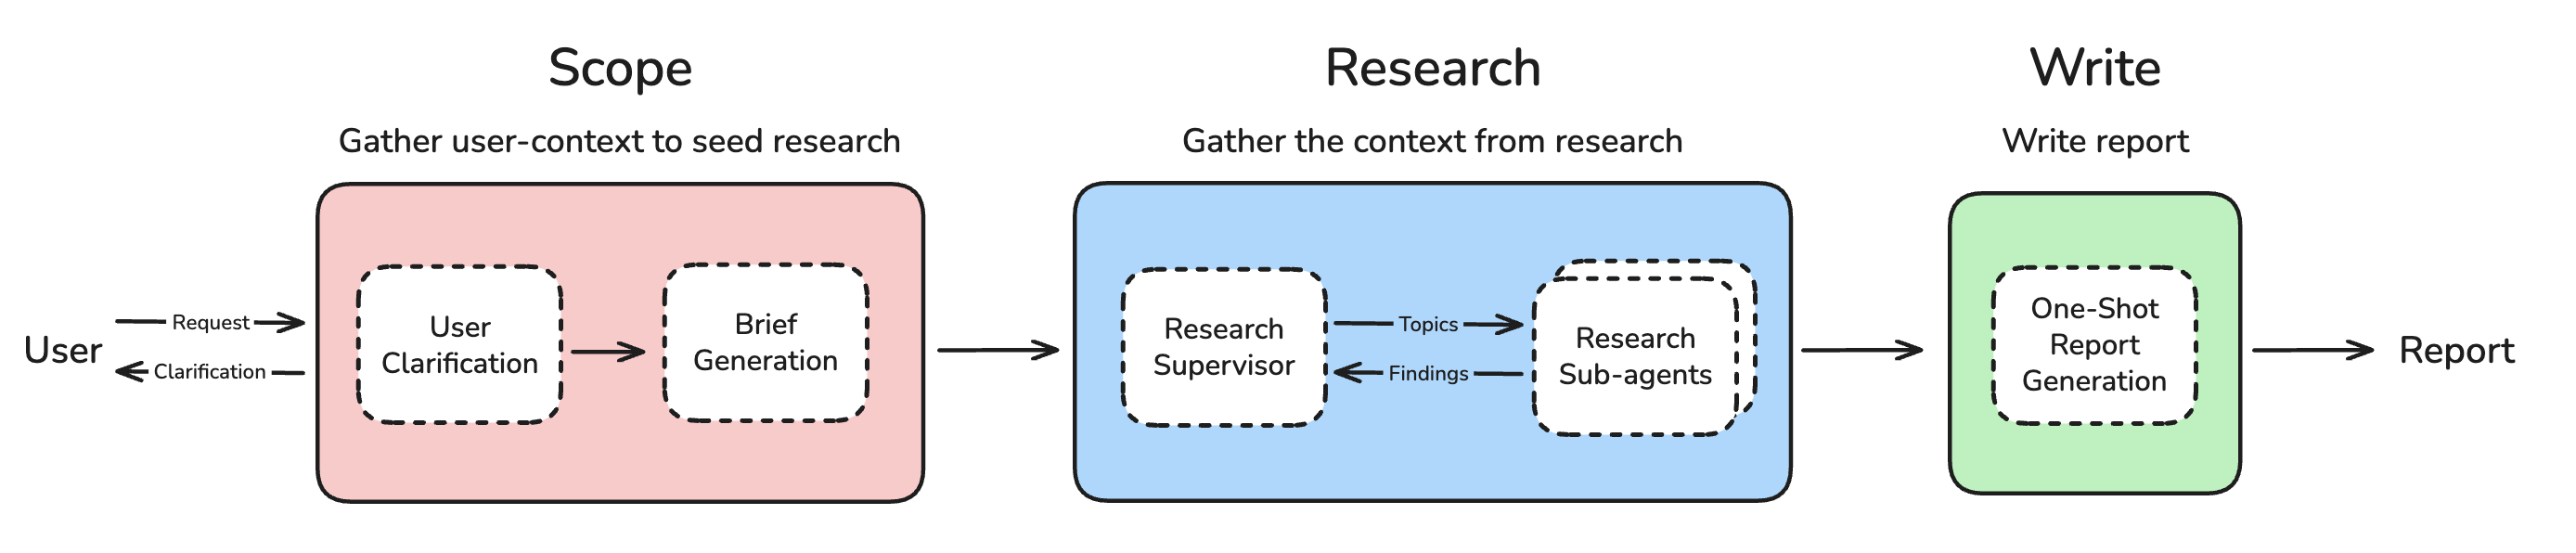 Scope
Gather user-context to seed research
Research
Gather the context from research
Write
Write report
User
Request
Clarification
User
Clarification
Brief
Generation
Research
Supervisor
Topics
Findings
Research
Sub-agents
One-Shot
Report
Generation
Report